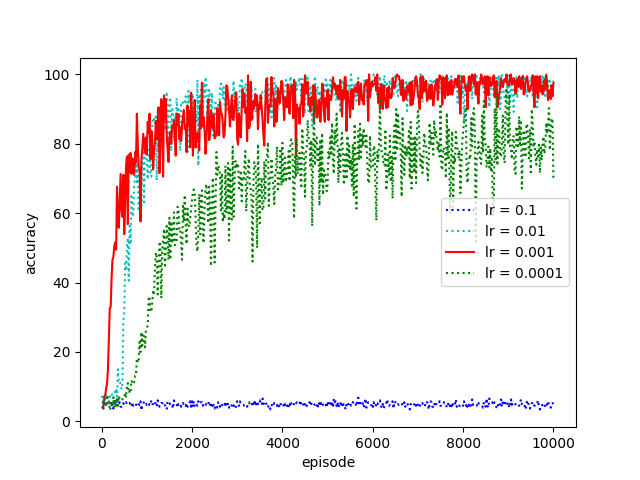 100
80
60
40
20
0
accuracy
lr = 0.1
lr = 0.01
lr = 0.001
lr = 0.0001
0 2000 4000 6000 8000 10000
episode